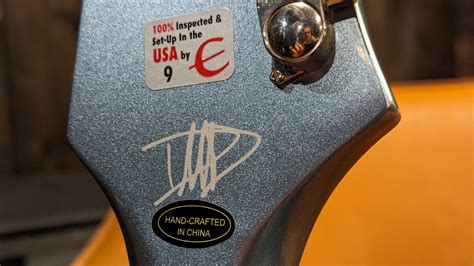 100% Inspected &
Set-Up In the
USA by
9
HAND-CRAFTED
IN CHINA